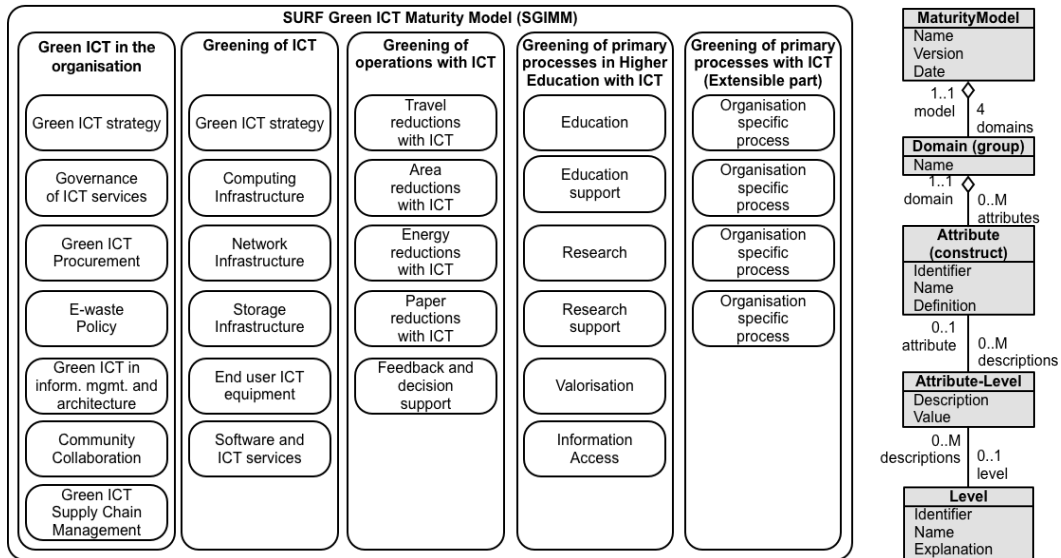 SURF Green ICT Maturity Model (SGIMM)
Green ICT in the
organisation
Green ICT strategy
Governance
of ICT services
Green ICT
Procurement
E-waste
Policy
Green ICT in
inform. mgmt. and
architecture
Community
Collaboration
Green ICT
Supply Chain
Management
Greening of ICT
Green ICT strategy
Computing
Infrastructure
Network
Infrastructure
Storage
Infrastructure
End user ICT
equipment
Software and
ICT services
Greening of
operations with ICT
Travel
reductions
with ICT
Area
reductions
with ICT
Energy
reductions
with ICT
Paper
reductions
with ICT
Feedback and
decision
support
Greening of primary
processes in Higher
Education with ICT
Education
Education
support
Research
Research
support
Valorisation
Information
Access
Greening of primary
processes with ICT
(Extensible part)
Organisation
specific
process
Organisation
specific
process
Organisation
specific
process
Organisation
specific
process
MaturityModel
Name
Version
Date
1..1
model
4
domains
Domain (group)
Name
1..1
domain
0..M
attributes
Attribute
(construct)
Identifier
Name
Definition
0..1
attribute
0..M
descriptions
Attribute-Level
Description
Value
0..M
descriptions
0..1
level
Level
Identifier
Name
Explanation